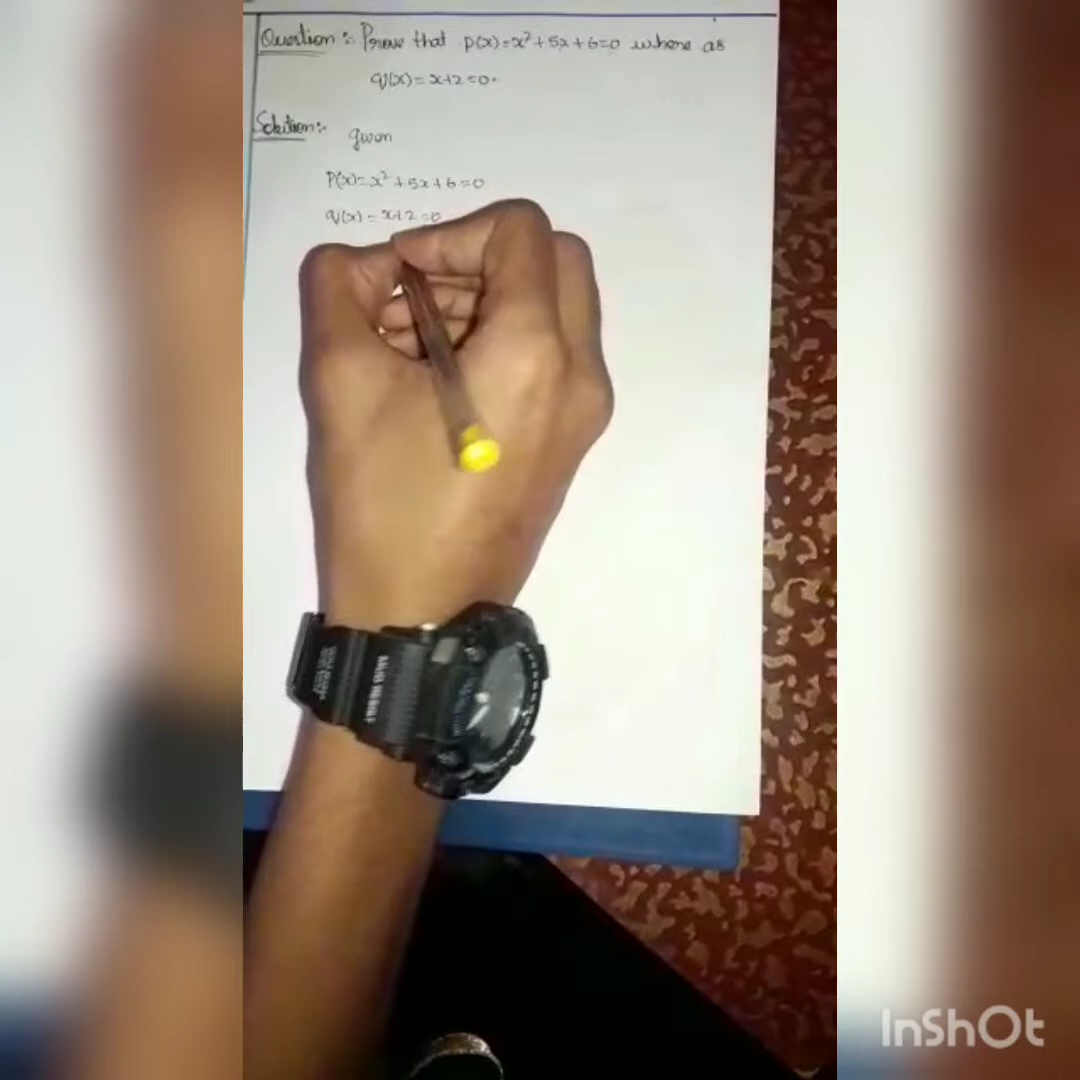 Question :- Prove that p(x)=x²+5x+6=0 where as
q(x)=x+2=0.
Solution:-
given
P(x)=x²+5x+6=0
q(x)=x+2=0
InShOt